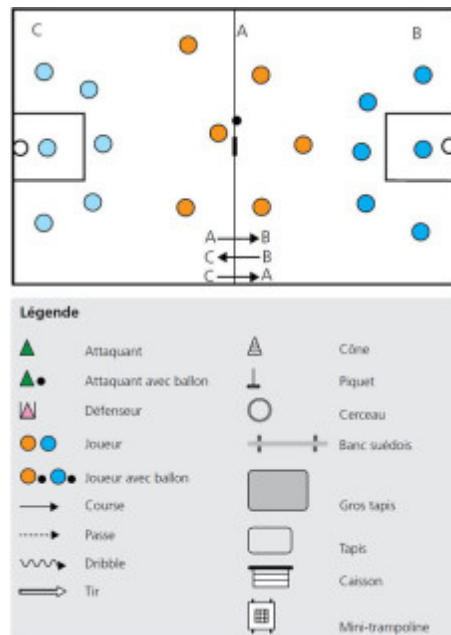 C A B
A B
C B
C A
Légende
Attaquant
Attaquant avec ballon
Défenseur
Joueur
Joueur avec ballon
Course
Passe
Dribble
Tir
Cône
Piquet
Cerceau
Banc suédois
Gros tapis
Tapis
Caisson
Mini-trampoline